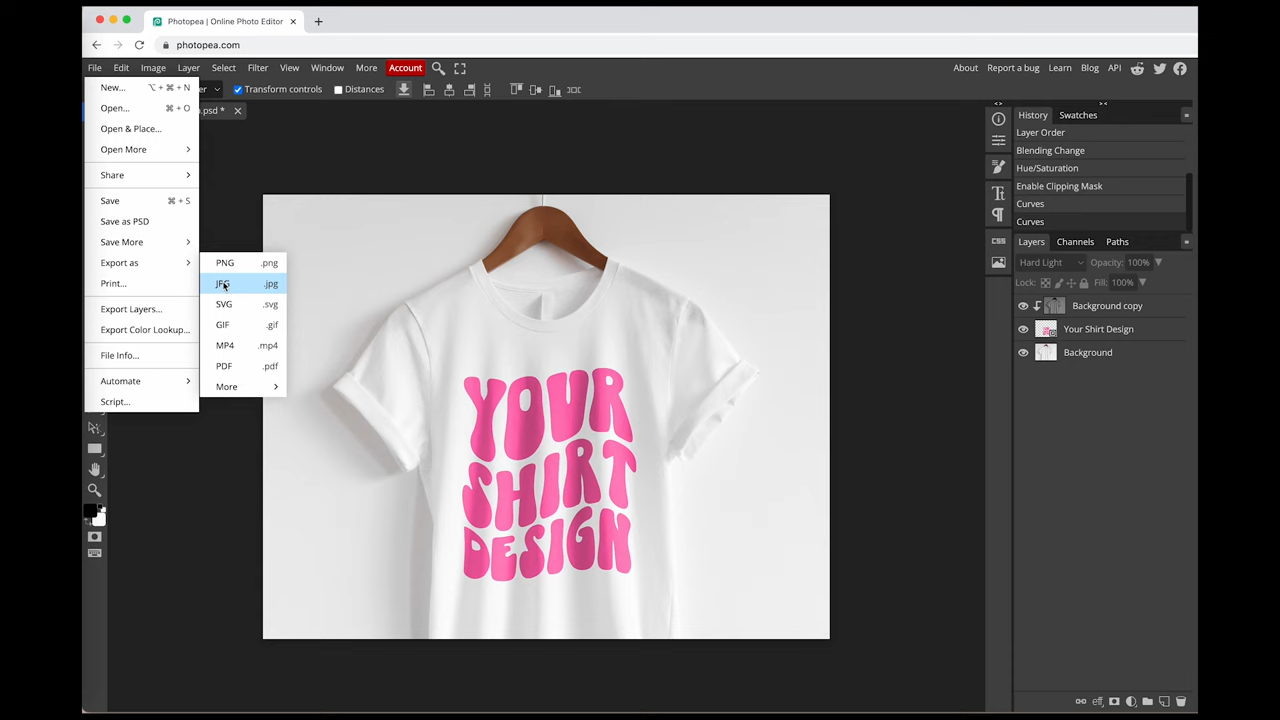 Photopea | Online Photo Editor
photopea.com
File Edit Image Layer Select Filter View Window More Account About Report a bug Learn Blog API
Transform controls Distances
.psd *
New... ⌥ + ⌘ + N
Open... ⌘ + O
Open & Place...
Open More
Share
Save ⌘ + S
Save as PSD
Save More
Export as
Print...
Export Layers...
Export Color Lookup...
File Info...
Automate
Script...
PNG .png
JPG .jpg
SVG .svg
GIF .gif
MP4 .mp4
PDF .pdf
More
YOUR
SHIRT
DESIGN
CSS
History Swatches
Layer Order
Blending Change
Hue/Saturation
Enable Clipping Mask
Curves
Curves
Layers Channels Paths
Hard Light Opacity: 100%
Lock: Fill: 100%
Background copy
Your Shirt Design
Background
eff